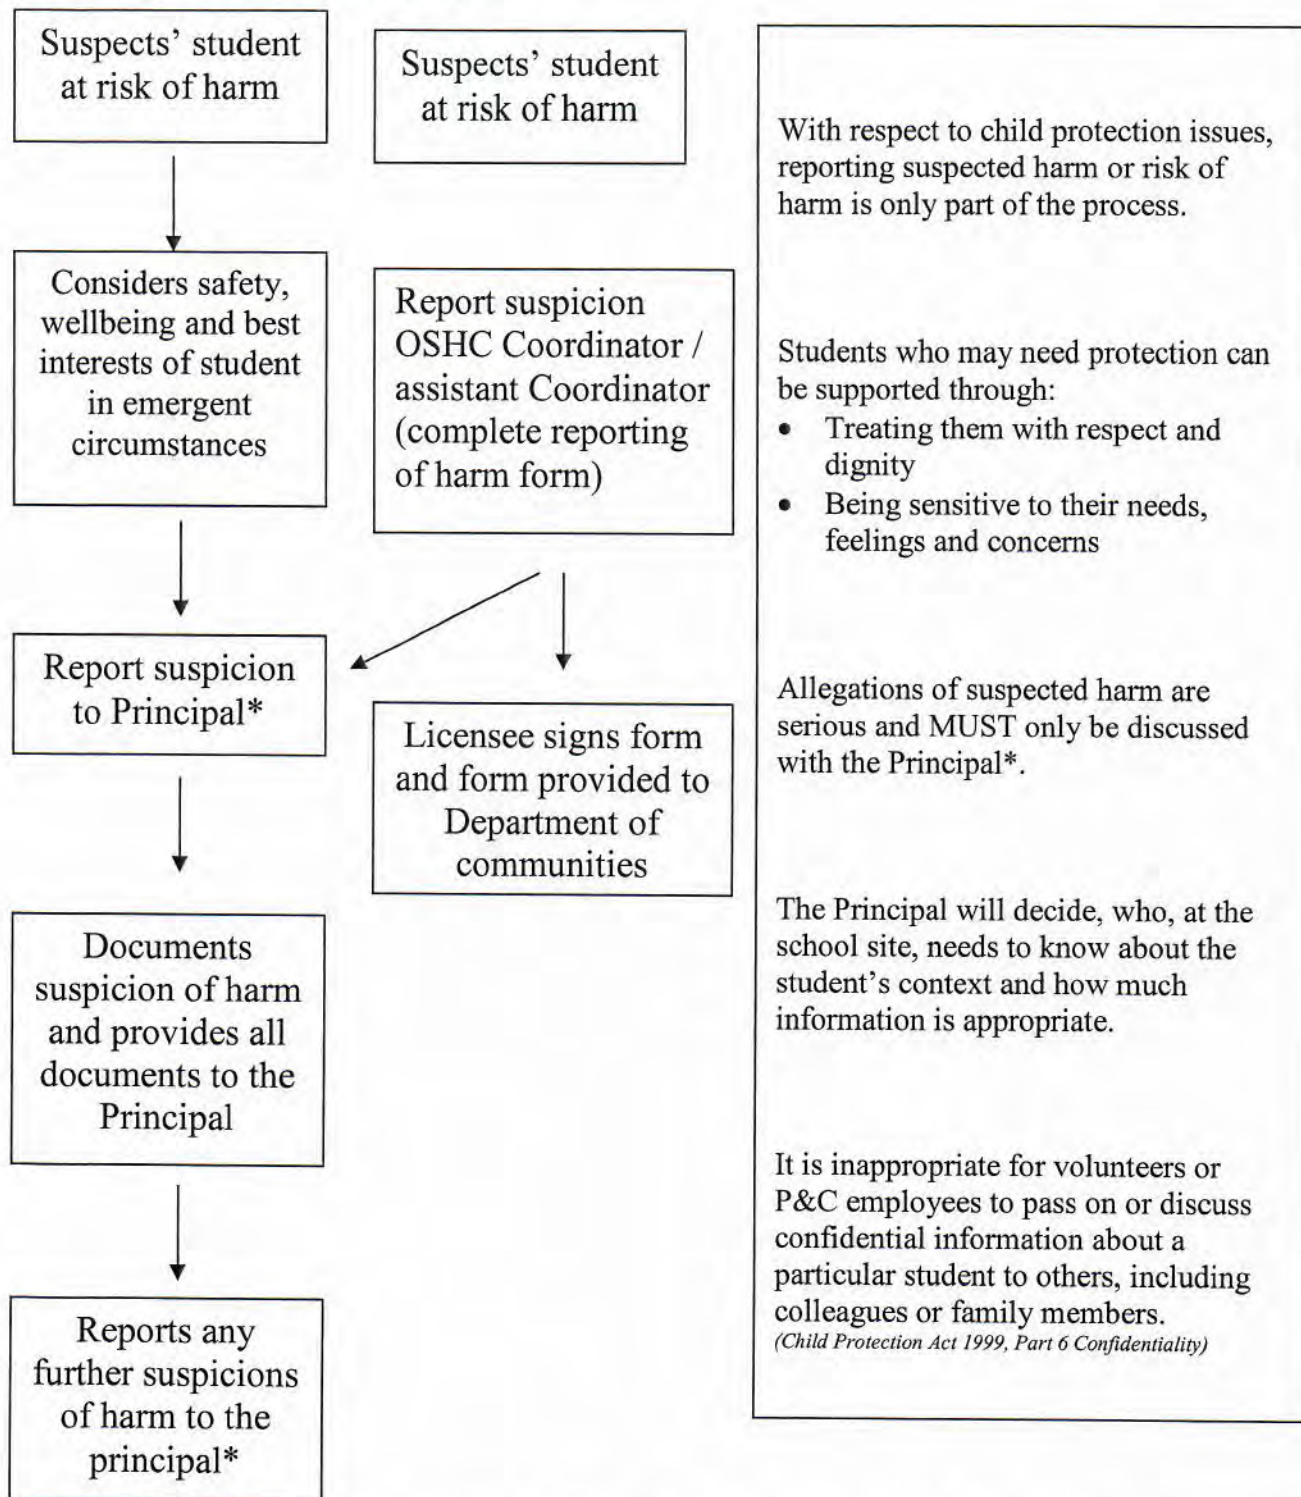 Suspects’ student
at risk of harm
Considers safety,
wellbeing and best
interests of student
in emergent
circumstances
Report suspicion
to Principal*
Documents
suspicion of harm
and provides all
documents to the
Principal
Reports any
further suspicions
of harm to the
principal*
Suspects’ student
at risk of harm
Report suspicion
OSHC Coordinator /
assistant Coordinator
(complete reporting
of harm form)
Licensee signs form
and form provided to
Department of
communities
With respect to child protection issues,
reporting suspected harm or risk of
harm is only part of the process.
Students who may need protection can
be supported through:
• Treating them with respect and
dignity
• Being sensitive to their needs,
feelings and concerns
Allegations of suspected harm are
serious and MUST only be discussed
with the Principal*.
The Principal will decide, who, at the
school site, needs to know about the
student’s context and how much
information is appropriate.
It is inappropriate for volunteers or
P&C employees to pass on or discuss
confidential information about a
particular student to others, including
colleagues or family members.
(Child Protection Act 1999, Part 6 Confidentiality)